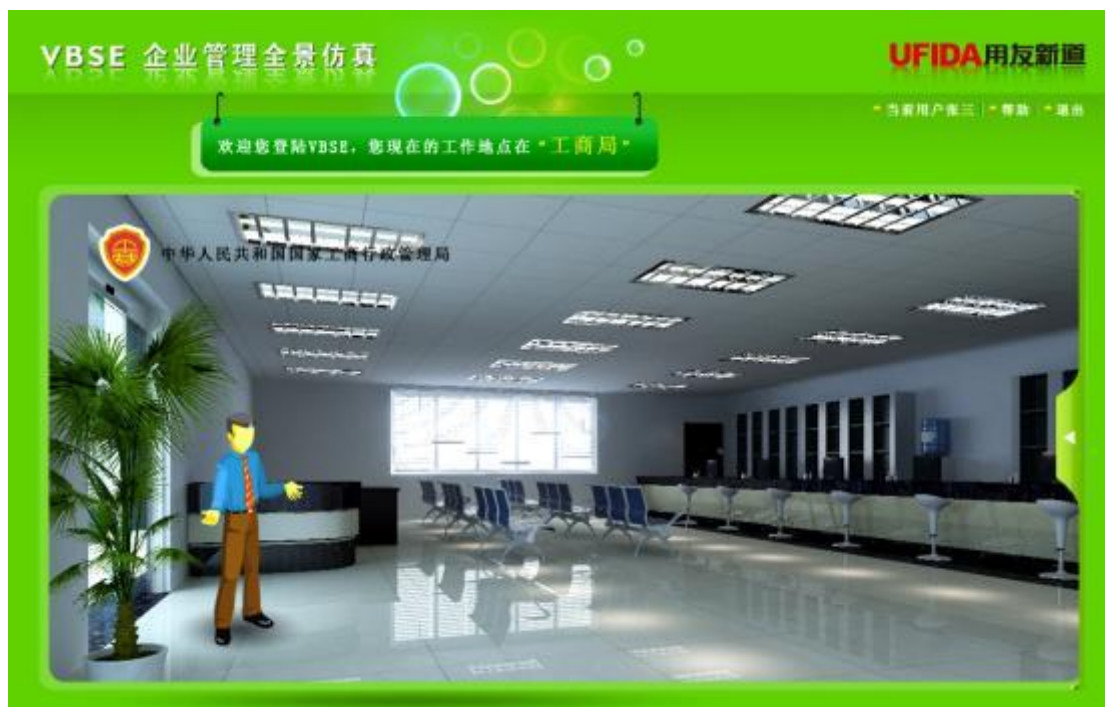 VBSE 企业管理全景仿真
UFIDA用友新道
当前用户张三 帮助 退出
欢迎您登陆VBSE，您现在的工作地点在“工商局”
中华人民共和国国家工商行政管理局